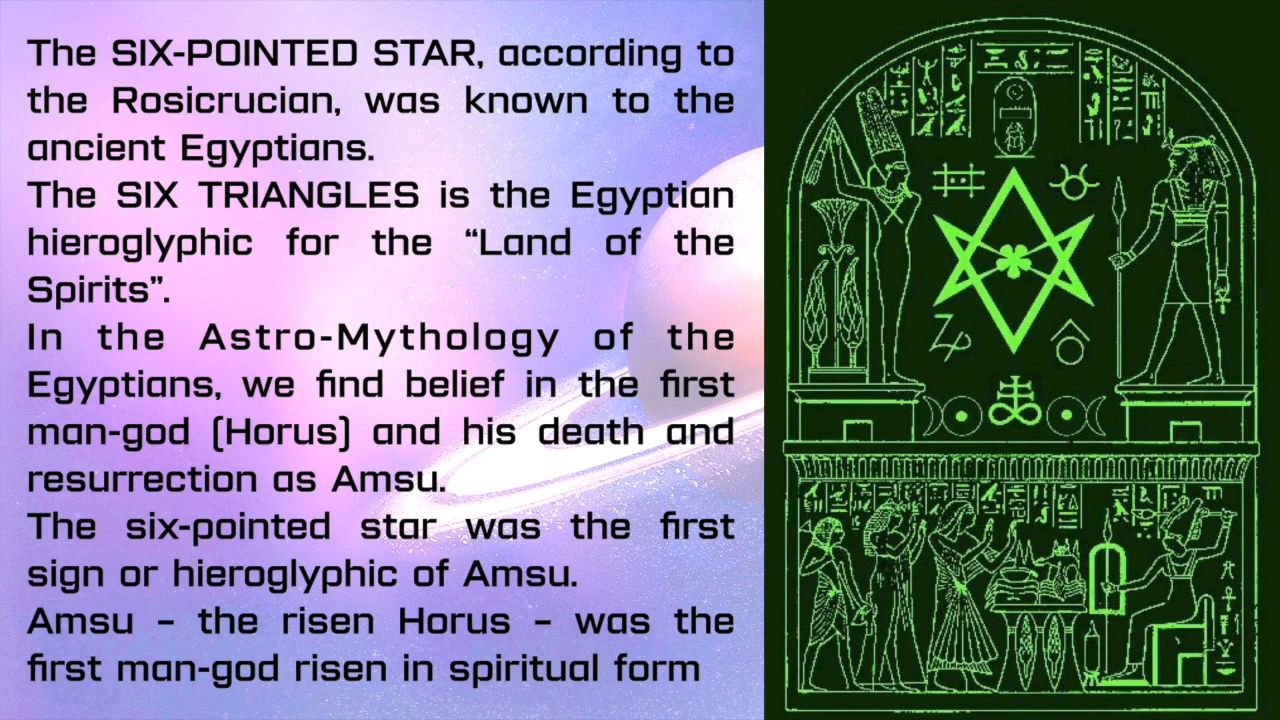 The SIX-POINTED STAR, according to
the Rosicrucian, was known to the
ancient Egyptians.
The SIX TRIANGLES is the Egyptian
hieroglyphic for the “Land of the
Spirits”.
In the Astro-Mythology of the
Egyptians, we find belief in the first
man-god (Horus) and his death and
resurrection as Amsu.
The six-pointed star was the first
sign or hieroglyphic of Amsu.
Amsu – the risen Horus – was the
first man-god risen in spiritual form